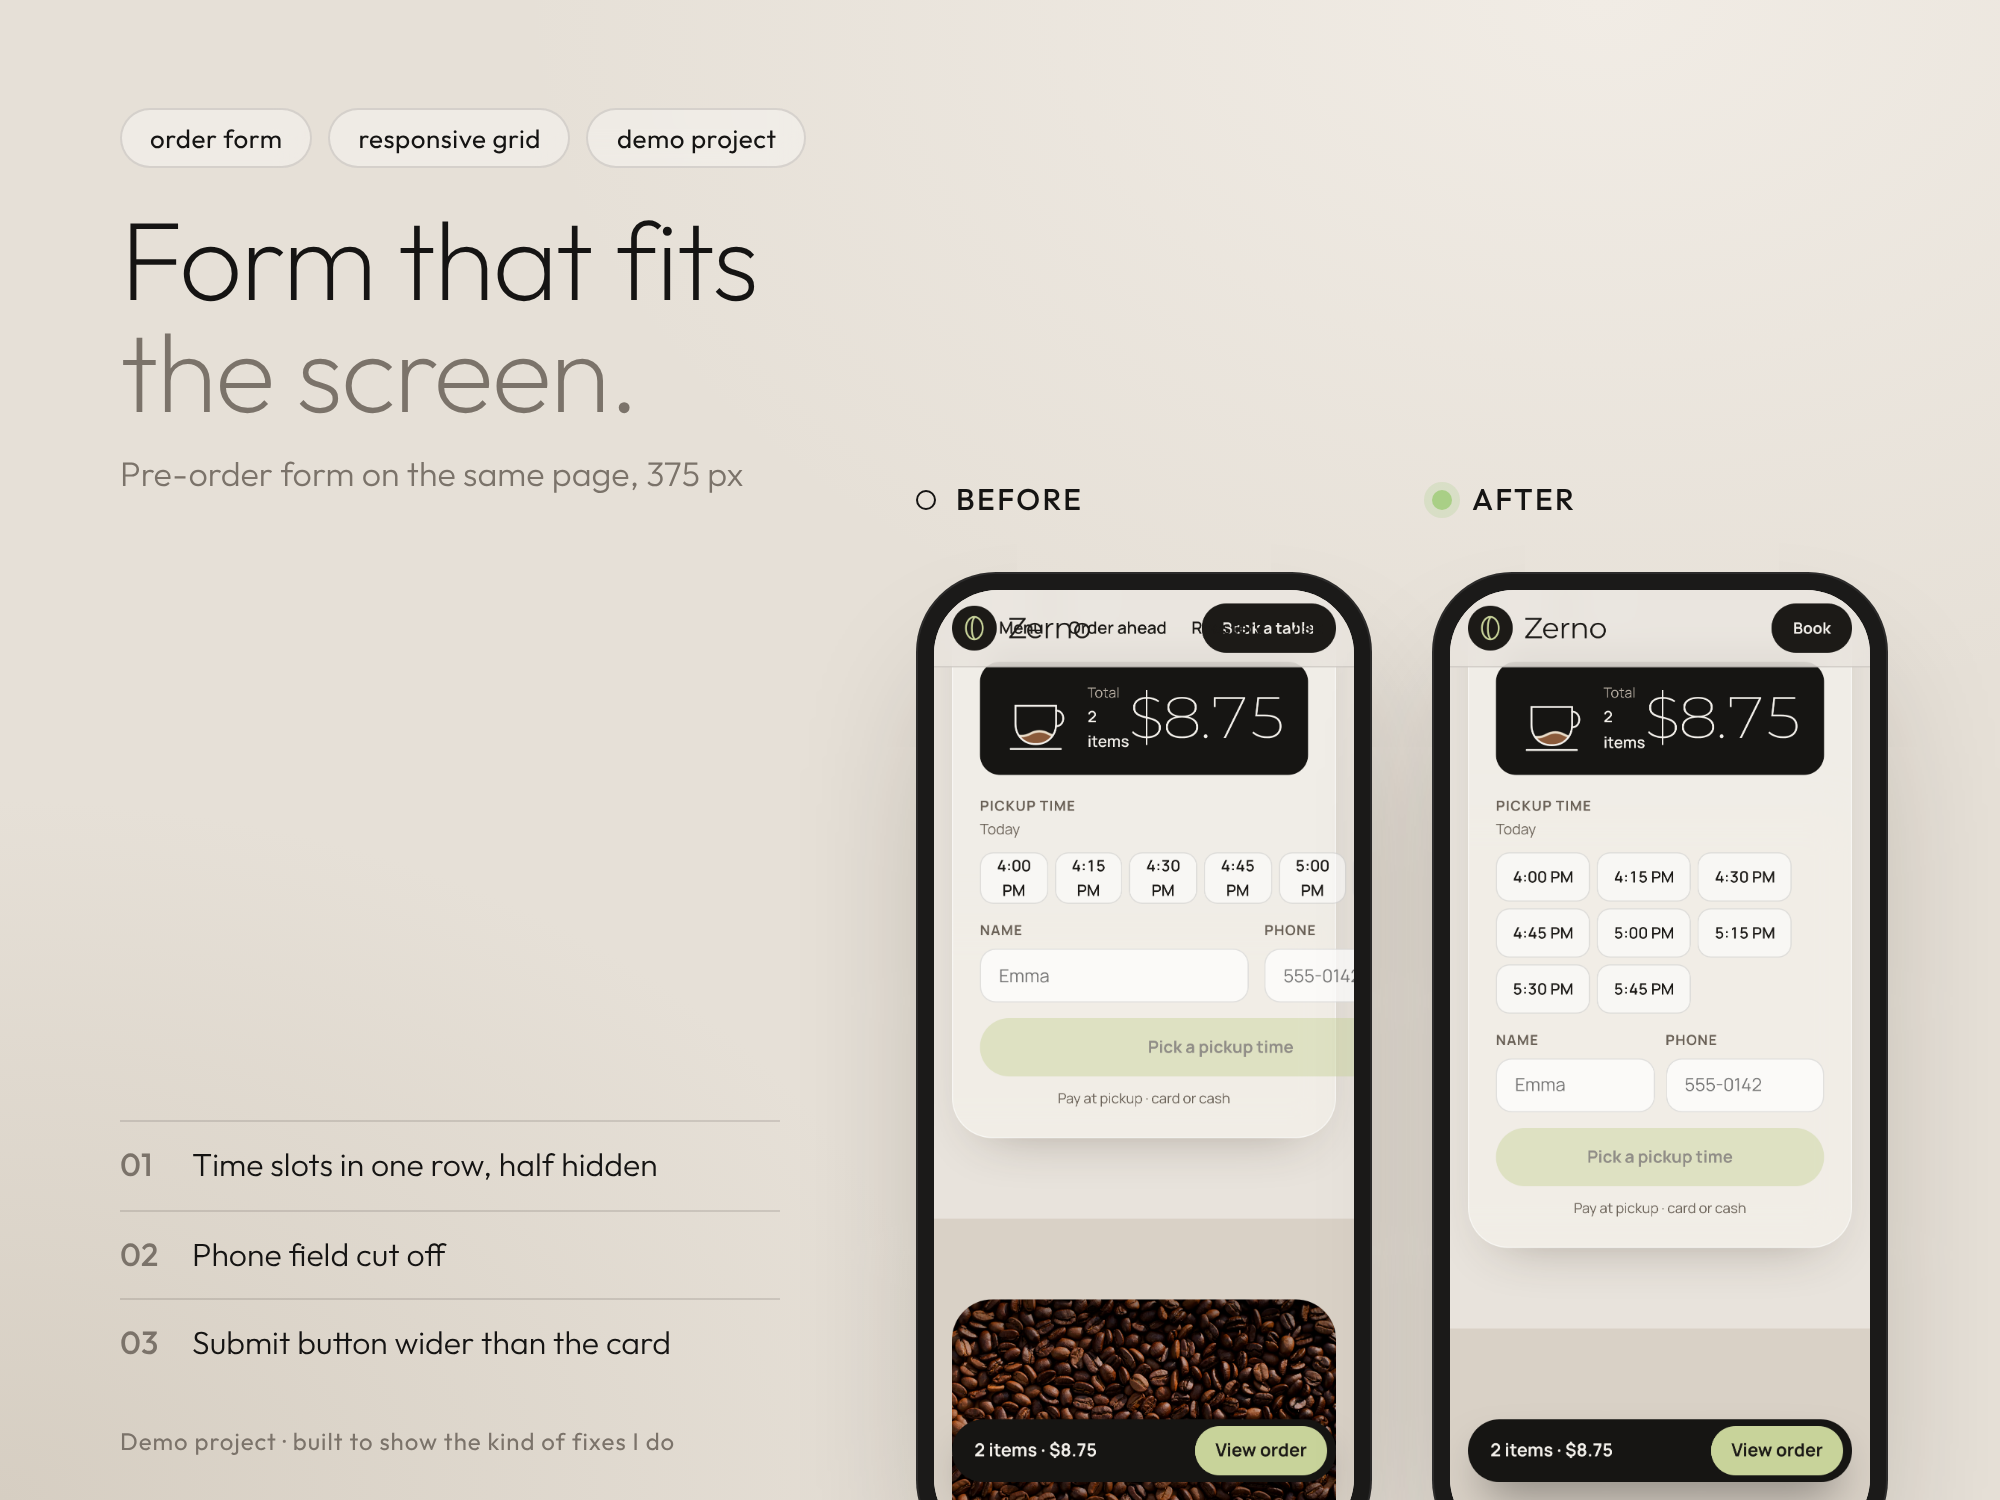 order form
responsive grid
demo project
Form that fits
the screen.
Pre-order form on the same page, 375 px
BEFORE
Zerno
Menu
Order ahead
Book a table
Total
2
items
$8.75
PICKUP TIME
Today
4:00 PM
4:15 PM
4:30 PM
4:45 PM
5:00 PM
NAME
PHONE
Emma
555-0142
Pick a pickup time
Pay at pickup · card or cash
2 items · $8.75
View order
AFTER
Zerno
Book
Total
2
items
$8.75
PICKUP TIME
Today
4:00 PM
4:15 PM
4:30 PM
4:45 PM
5:00 PM
5:15 PM
5:30 PM
5:45 PM
NAME
PHONE
Emma
555-0142
Pick a pickup time
Pay at pickup · card or cash
2 items · $8.75
View order
01 Time slots in one row, half hidden
02 Phone field cut off
03 Submit button wider than the card
Demo project · built to show the kind of fixes I do